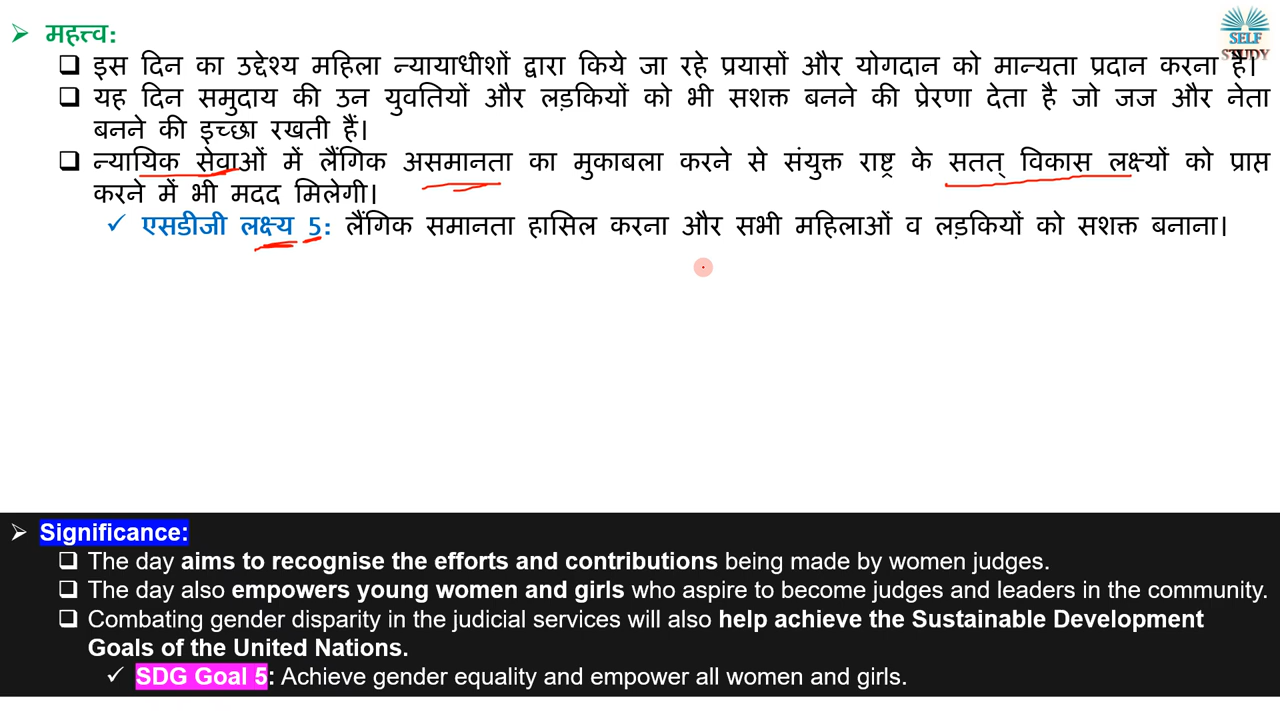 ➢ महत्त्व:
SELF
STUDY
❑ इस दिन का उद्देश्य महिला न्यायाधीशों द्वारा किये जा रहे प्रयासों और योगदान को मान्यता प्रदान करना है।
❑ यह दिन समुदाय की उन युवतियों और लड़कियों को भी सशक्त बनने की प्रेरणा देता है जो जज और नेता
बनने की इच्छा रखती हैं।
❑ न्यायिक सेवाओं में लैंगिक असमानता का मुकाबला करने से संयुक्त राष्ट्र के सतत् विकास लक्ष्यों को प्राप्त
करने में भी मदद मिलेगी।
✓ एसडीजी लक्ष्य 5: लैंगिक समानता हासिल करना और सभी महिलाओं व लड़कियों को सशक्त बनाना।
➢ Significance:
❑ The day aims to recognise the efforts and contributions being made by women judges.
❑ The day also empowers young women and girls who aspire to become judges and leaders in the community.
❑ Combating gender disparity in the judicial services will also help achieve the Sustainable Development
Goals of the United Nations.
✓ SDG Goal 5: Achieve gender equality and empower all women and girls.